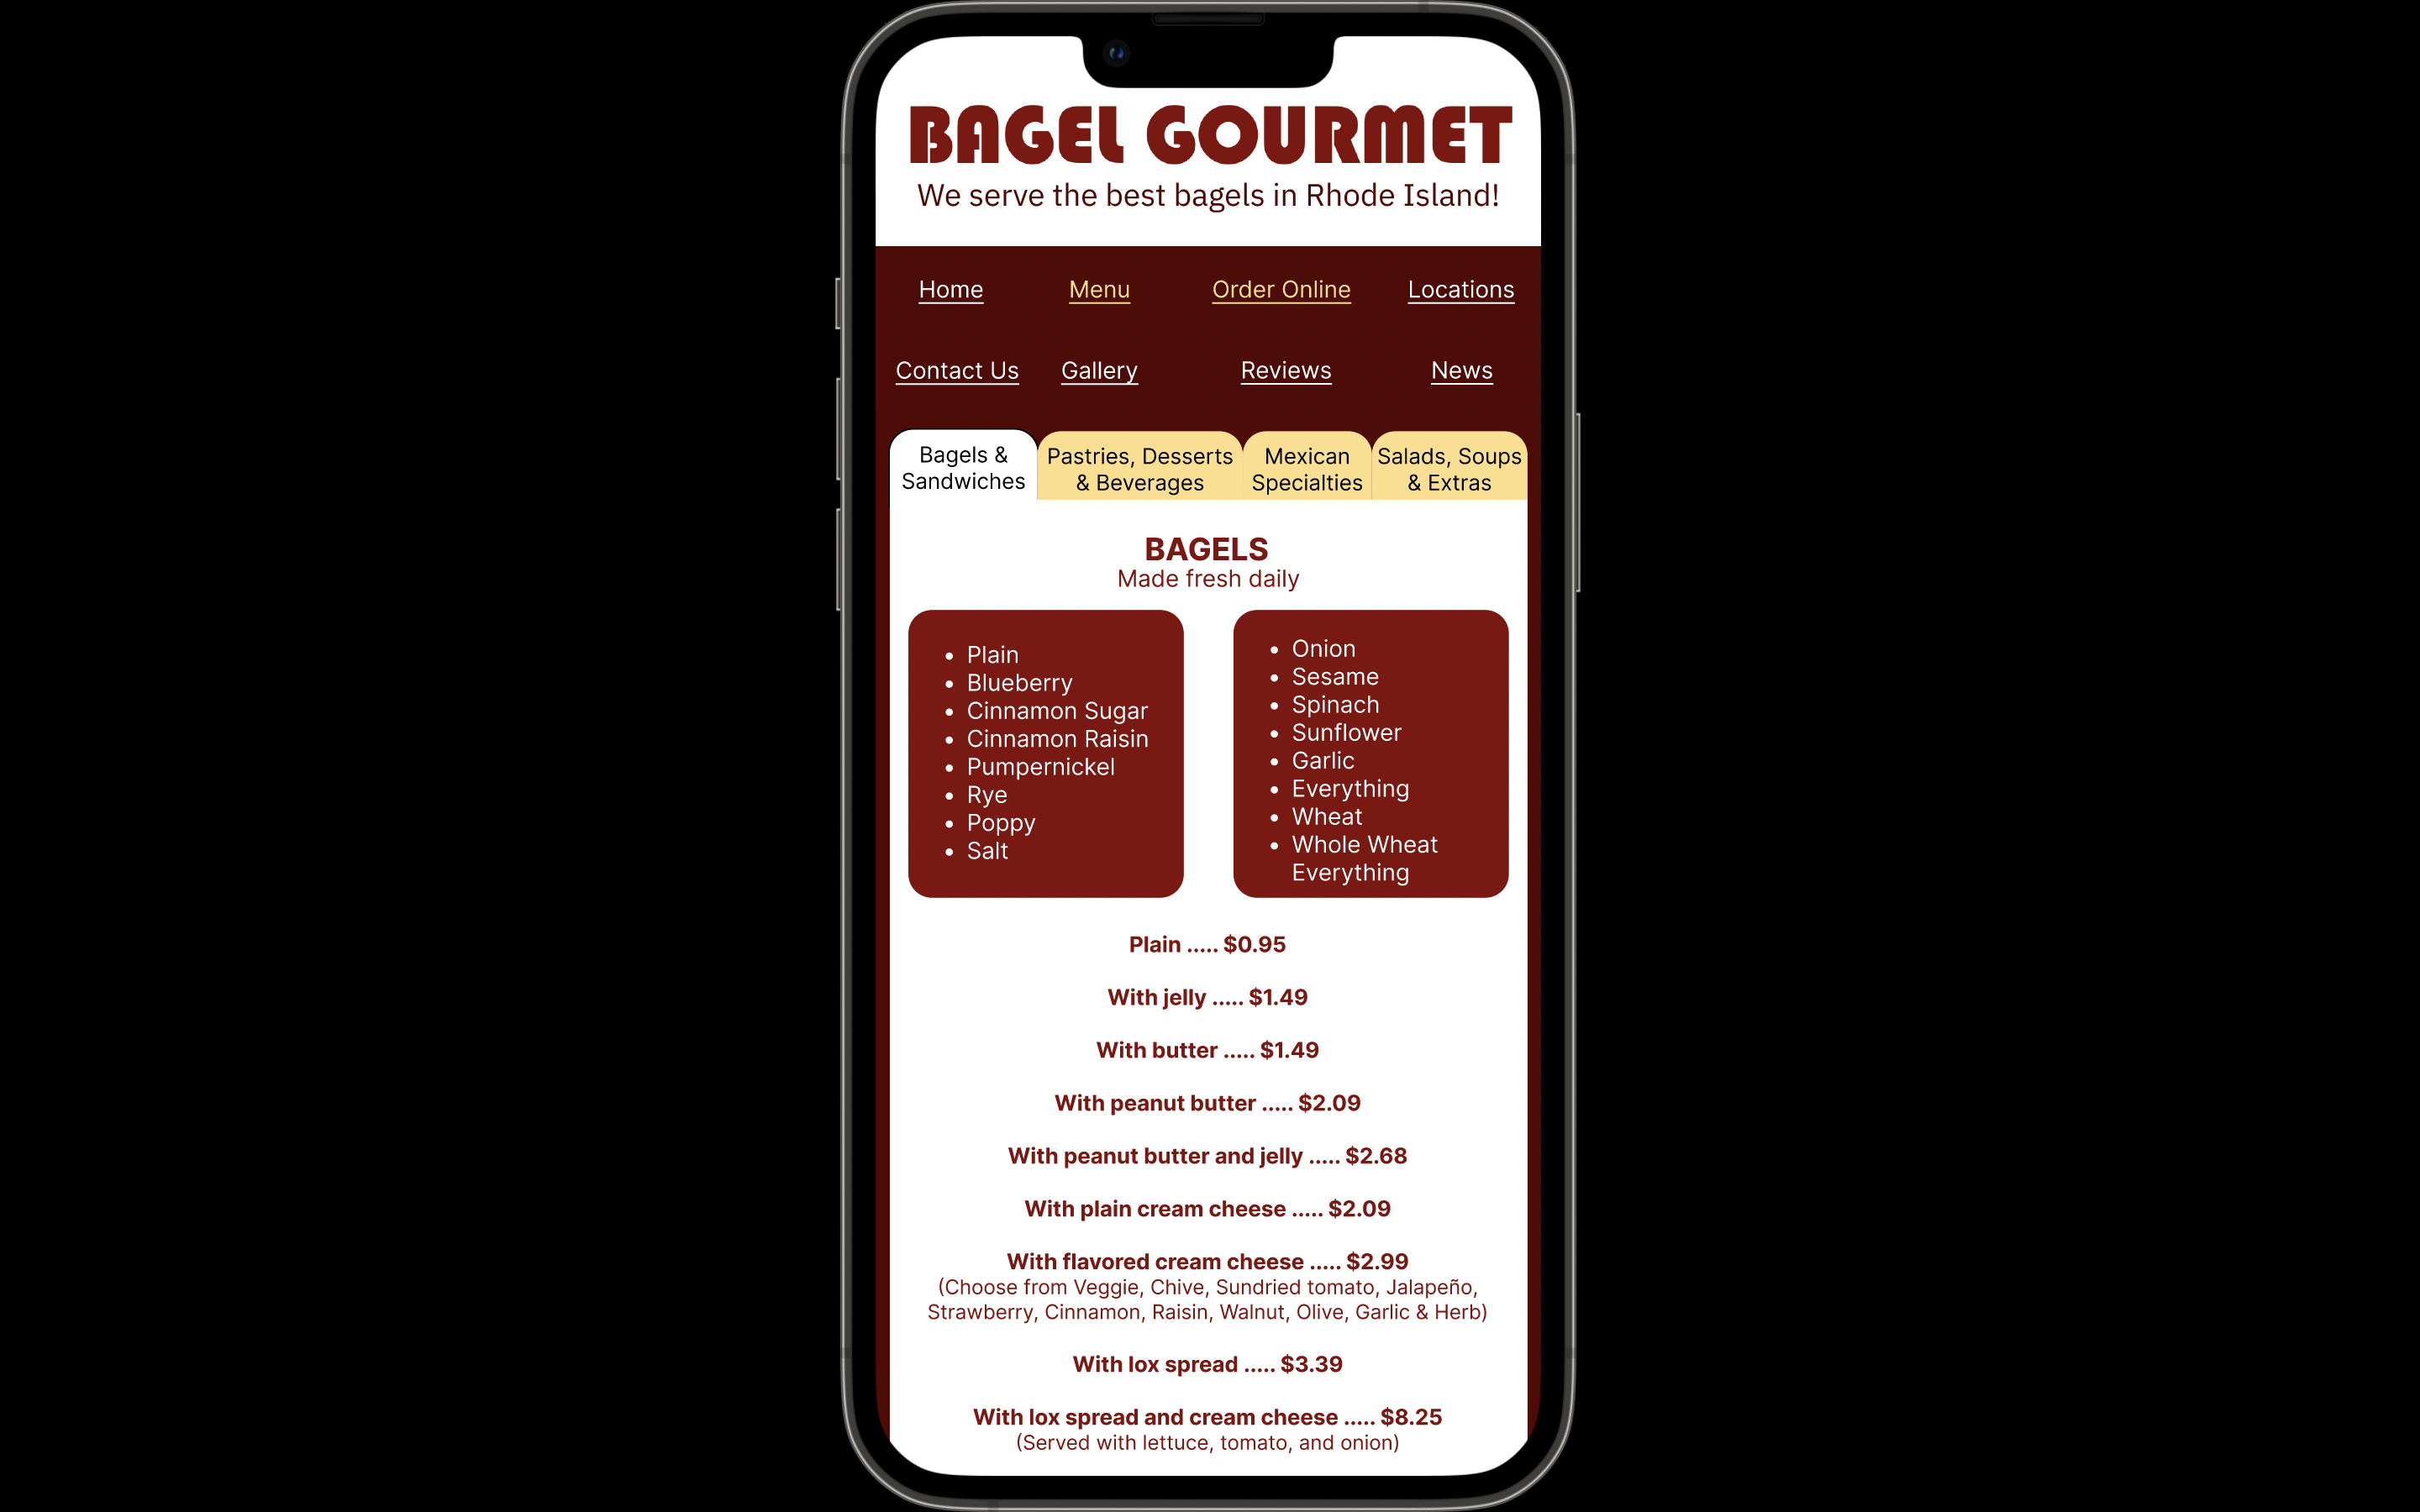 BAGEL GOURMET
We serve the best bagels in Rhode Island!
Home Menu Order Online Locations
Contact Us Gallery Reviews News
Bagels &
Sandwiches
Pastries, Desserts
& Beverages
Mexican
Specialties
Salads, Soups
& Extras
BAGELS
Made fresh daily
• Plain
• Blueberry
• Cinnamon Sugar
• Cinnamon Raisin
• Pumpernickel
• Rye
• Poppy
• Salt
• Onion
• Sesame
• Spinach
• Sunflower
• Garlic
• Everything
• Wheat
• Whole Wheat
Everything
Plain ..... $0.95
With jelly ..... $1.49
With butter ..... $1.49
With peanut butter ..... $2.09
With peanut butter and jelly ..... $2.68
With plain cream cheese ..... $2.09
With flavored cream cheese ..... $2.99
(Choose from Veggie, Chive, Sundried tomato, Jalapeño,
Strawberry, Cinnamon, Raisin, Walnut, Olive, Garlic & Herb)
With lox spread ..... $3.39
With lox spread and cream cheese ..... $8.25
(Served with lettuce, tomato, and onion)